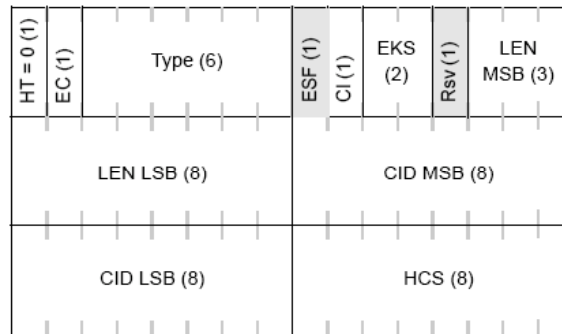 HT = 0 (1)
EC (1)
Type (6)
ESF (1)
CI (1)
EKS
(2)
Rsv (1)
LEN
MSB (3)
LEN LSB (8)
CID MSB (8)
CID LSB (8)
HCS (8)